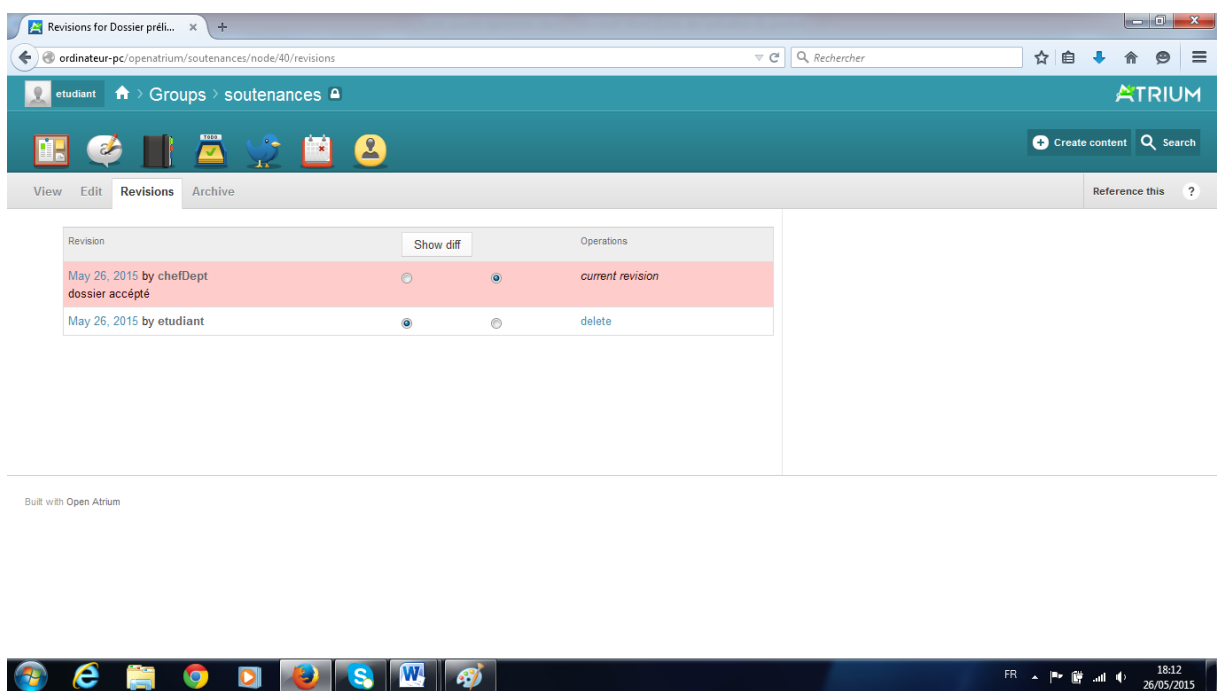 Revisions for Dossier préli... × +
ordinateur-pc/openatrium/soutenances/node/40/revisions
Rechercher
etudiant > Groups > soutenances
ATRIUM
TODO
Create content Search
View Edit Revisions Archive
Reference this ?
Revision Show diff Operations
May 26, 2015 by chefDept current revision
dossier accépté
May 26, 2015 by etudiant delete
Built with Open Atrium
FR
18:12
26/05/2015